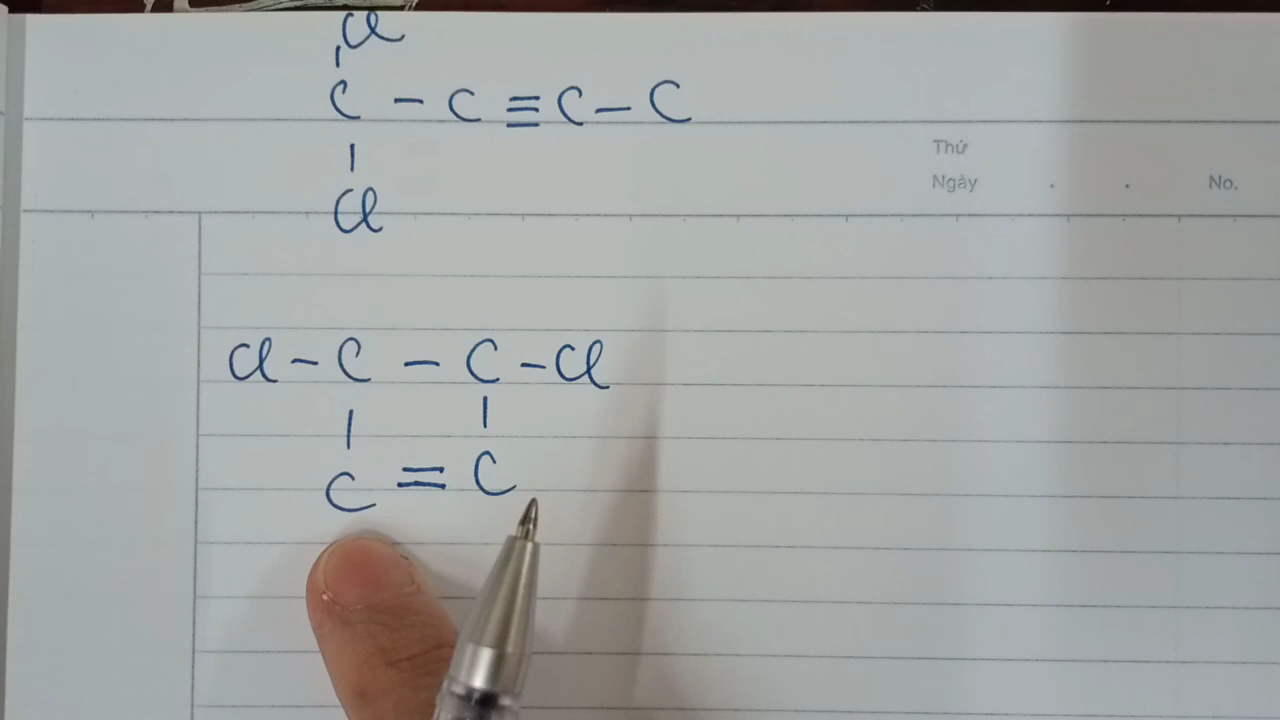 Cl
C - C ≡ C - C
Thứ
Cl
Ngày . . No.
Cl - C - C - Cl
C = C